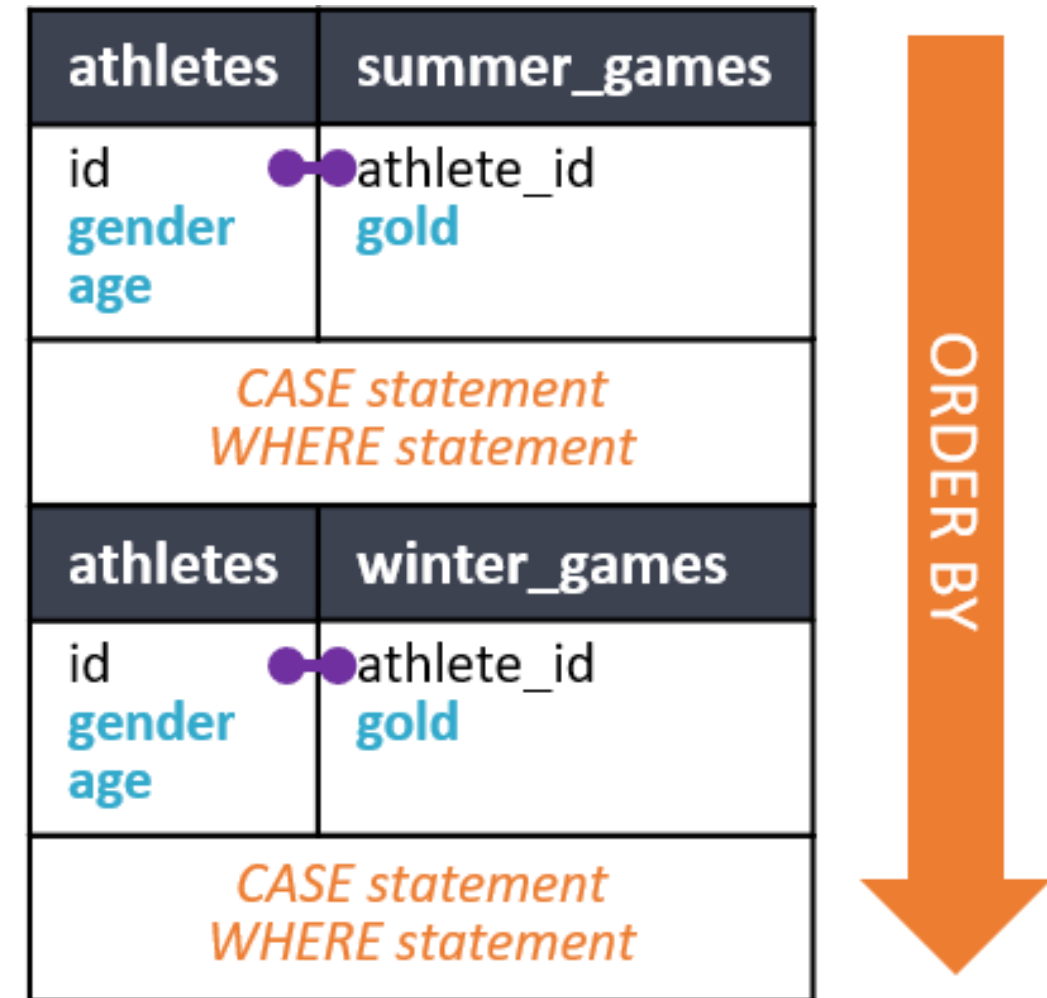 athletes summer_games
id athlete_id
gender gold
age
CASE statement
WHERE statement
athletes winter_games
id athlete_id
gender gold
age
CASE statement
WHERE statement
ORDER BY